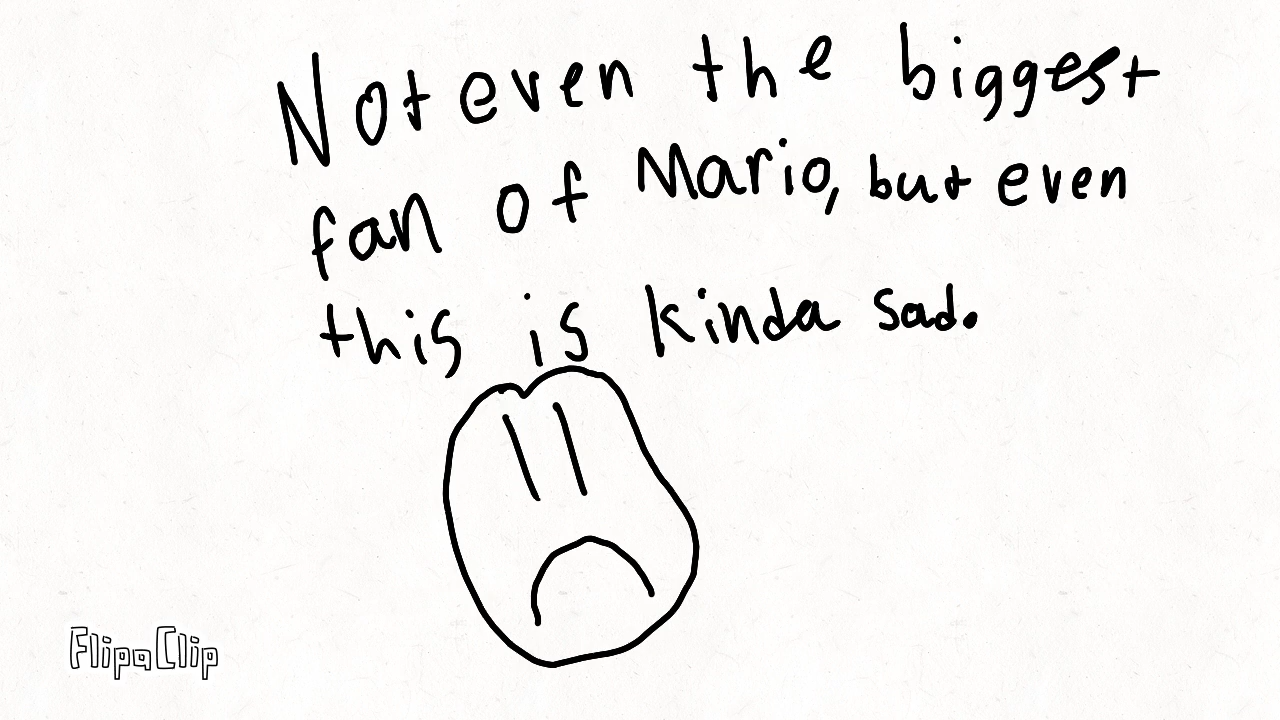 Not even the biggest
fan of Mario, but even
this is kinda sad.
FlipaClip